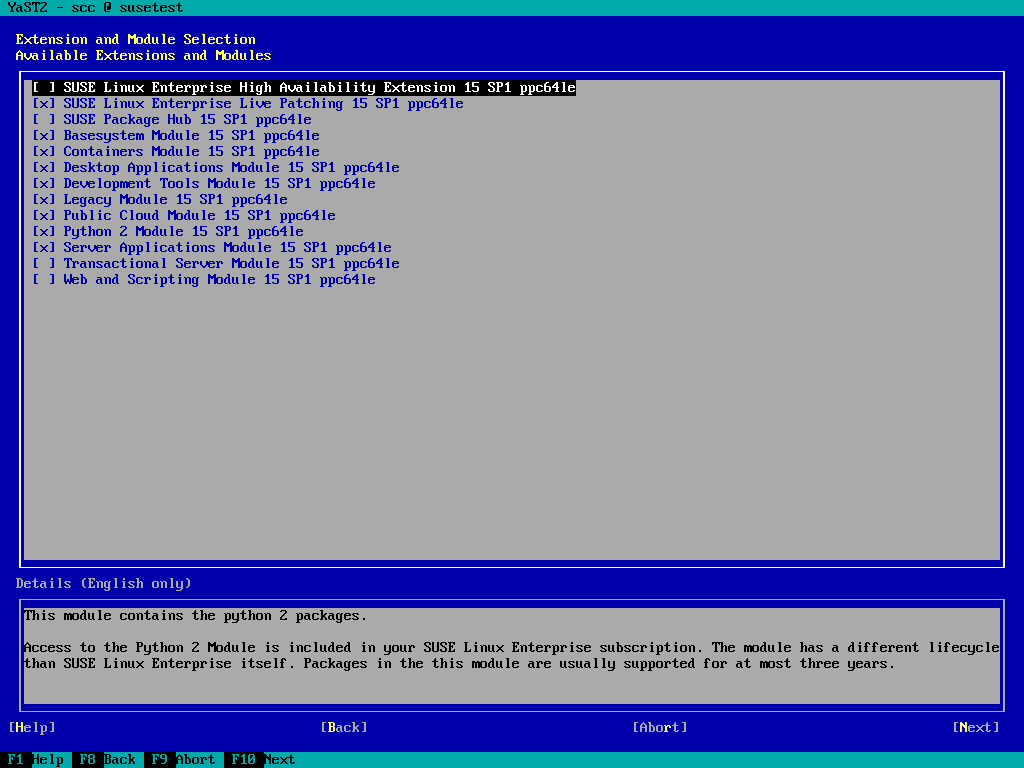 YaST2 - scc @ susetest
Extension and Module Selection
Available Extensions and Modules
[ ] SUSE Linux Enterprise High Availability Extension 15 SP1 ppc64le
[x] SUSE Linux Enterprise Live Patching 15 SP1 ppc64le
[ ] SUSE Package Hub 15 SP1 ppc64le
[x] Basesystem Module 15 SP1 ppc64le
[x] Containers Module 15 SP1 ppc64le
[x] Desktop Applications Module 15 SP1 ppc64le
[x] Development Tools Module 15 SP1 ppc64le
[x] Legacy Module 15 SP1 ppc64le
[x] Public Cloud Module 15 SP1 ppc64le
[x] Python 2 Module 15 SP1 ppc64le
[x] Server Applications Module 15 SP1 ppc64le
[ ] Transactional Server Module 15 SP1 ppc64le
[ ] Web and Scripting Module 15 SP1 ppc64le
Details (English only)
This module contains the python 2 packages.
Access to the Python 2 Module is included in your SUSE Linux Enterprise subscription. The module has a different lifecycle
than SUSE Linux Enterprise itself. Packages in the this module are usually supported for at most three years.
[Help] [Back] [Abort] [Next]
F1 Help F8 Back F9 Abort F10 Next